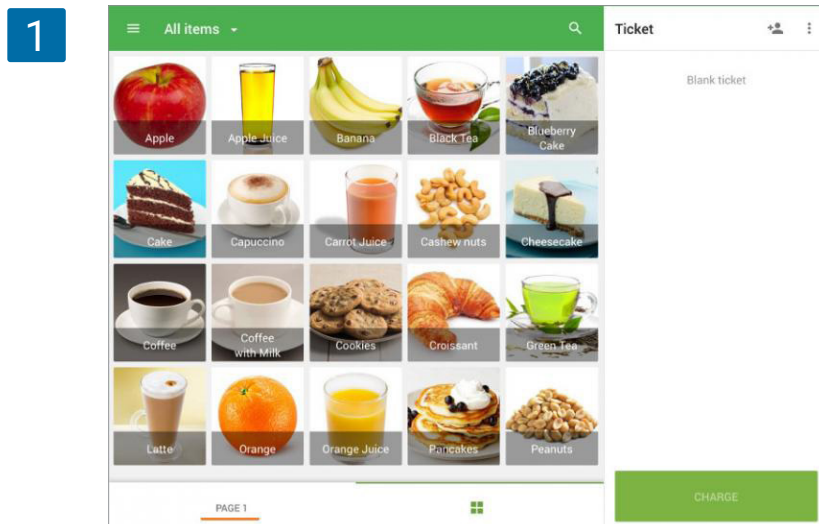 1
All items
Ticket
Blank ticket
Apple
Apple Juice
Banana
Black Tea
Blueberry
Cake
Cake
Capuccino
Carrot Juice
Cashew nuts
Cheesecake
Coffee
Coffee
with Milk
Cookies
Croissant
Green Tea
Latte
Orange
Orange Juice
Pancakes
Peanuts
PAGE 1
CHARGE